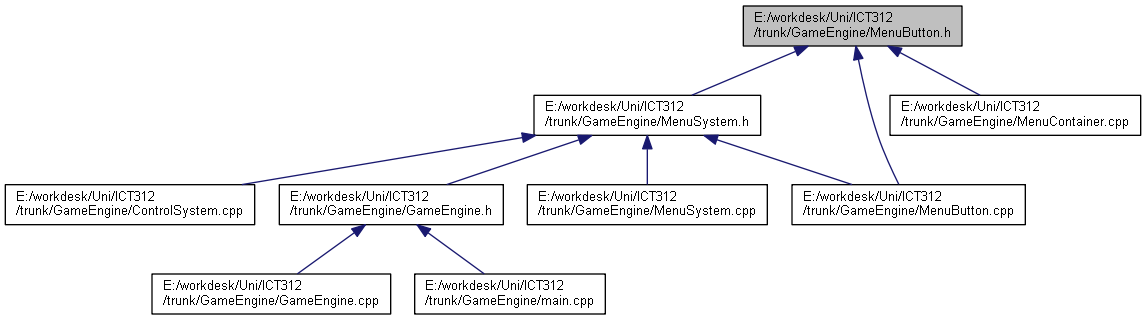 E:/workdesk/Uni/ICT312
/trunk/GameEngine/MenuButton.h
E:/workdesk/Uni/ICT312
/trunk/GameEngine/MenuSystem.h
E:/workdesk/Uni/ICT312
/trunk/GameEngine/MenuContainer.cpp
E:/workdesk/Uni/ICT312
/trunk/GameEngine/ControlSystem.cpp
E:/workdesk/Uni/ICT312
/trunk/GameEngine/GameEngine.h
E:/workdesk/Uni/ICT312
/trunk/GameEngine/MenuSystem.cpp
E:/workdesk/Uni/ICT312
/trunk/GameEngine/MenuButton.cpp
E:/workdesk/Uni/ICT312
/trunk/GameEngine/GameEngine.cpp
E:/workdesk/Uni/ICT312
/trunk/GameEngine/main.cpp